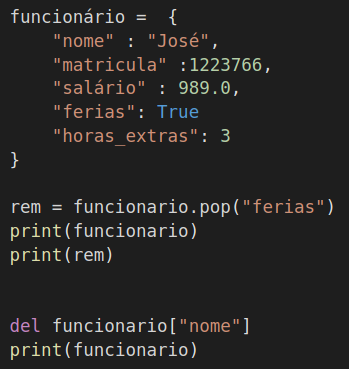 funcionário =  {
    "nome" : "José",
    "matricula" :1223766,
    "salário" : 989.0,
    "ferias": True
    "horas_extras": 3
}

rem = funcionario.pop("ferias")
print(funcionario)
print(rem)


del funcionario["nome"]
print(funcionario)